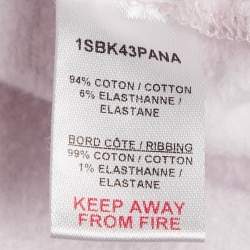 1SBK43PANA
94% COTON / COTTON
6% ELASTHANNE /
ELASTANE
BORD CÔTE / RIBBING
99% COTON / COTTON
1% ELASTHANNE /
ELASTANE
KEEP AWAY
FROM FIRE